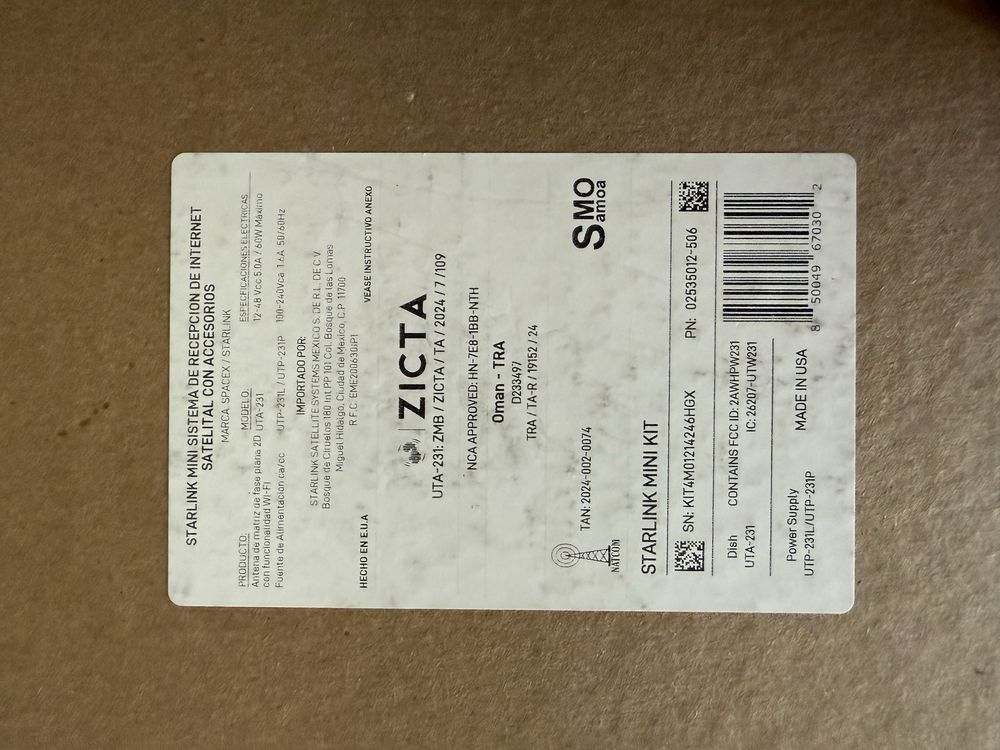 STARLINK MINI SISTEMA DE RECEPCION DE INTERNET
SATELITAL CON ACCESORIOS
MARCA: SPACEX / STARLINK
PRODUCTO: MODELO: ESPECFICACIONES ELECTRICAS
Antena de matriz de fase plana 2D UTA-231 12-48 Vcc 5.0A / 60W Máximo
con funcionalidad Wi-Fi
Fuente de Alimentacion ca/cc UTP-231L / UTP-231P 100-240Vca 1.6A 50/60Hz
IMPORTADO POR:
STARLINK SATELLITE SYSTEMS MEXICO S. DE R.L. DE C.V.
Bosque de Ciruelos 180 Int PP 101 Col. Bosque de las Lomas
Miguel Hidalgo, Ciudad de Mexico, C.P. 11700
R.F.C. EME200630JP1
HECHO EN E.U.A VEASE INSTRUCTIVO ANEXO
ZICTA
UTA-231: ZMB / ZICTA / TA / 2024 / 7 /109
NCA APPROVED: HN-7E8-1BB-NTH
Oman - TRA
D233497
TRA / TA-R / 19152 / 24
NATCOM
TAN: 2024-002-0074
SMO
Samoa
STARLINK MINI KIT
SN: KIT4M01214246HGX PN: 02535012-506
Dish CONTAINS FCC ID: 2AWHPW231
UTA-231 IC: 26207-UTW231
Power Supply MADE IN USA
UTP-231L/UTP-231P
8 50049 67030 2